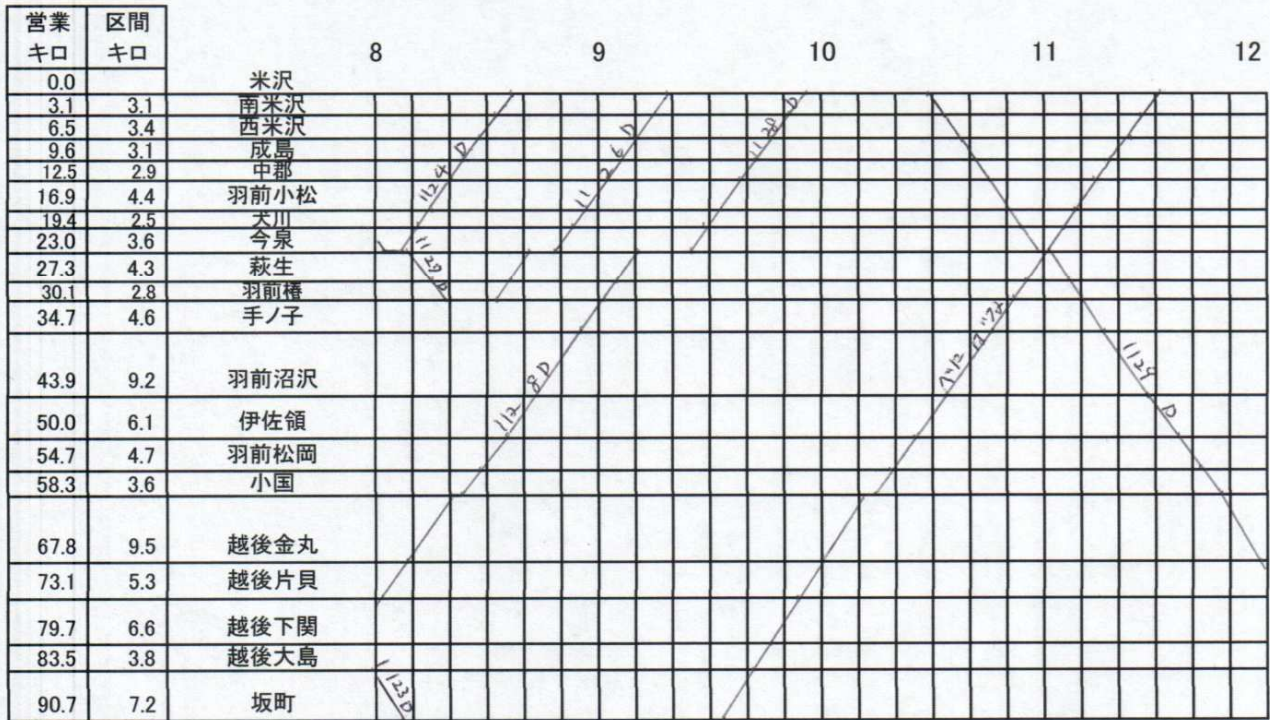 営業 キロ 区間 キロ 8 9 10 11 12
0.0 米沢
3.1 3.1 南米沢
6.5 3.4 西米沢
9.6 3.1 成島
12.5 2.9 中郡
16.9 4.4 羽前小松
19.4 2.5 犬川
23.0 3.6 今泉
27.3 4.3 萩生
30.1 2.8 羽前椿
34.7 4.6 手ノ子
43.9 9.2 羽前沼沢
50.0 6.1 伊佐領
54.7 4.7 羽前松岡
58.3 3.6 小国
67.8 9.5 越後金丸
73.1 5.3 越後片貝
79.7 6.6 越後下関
83.5 3.8 越後大島
90.7 7.2 坂町
1124D
1126D
1129D
1128D
1129D
123D